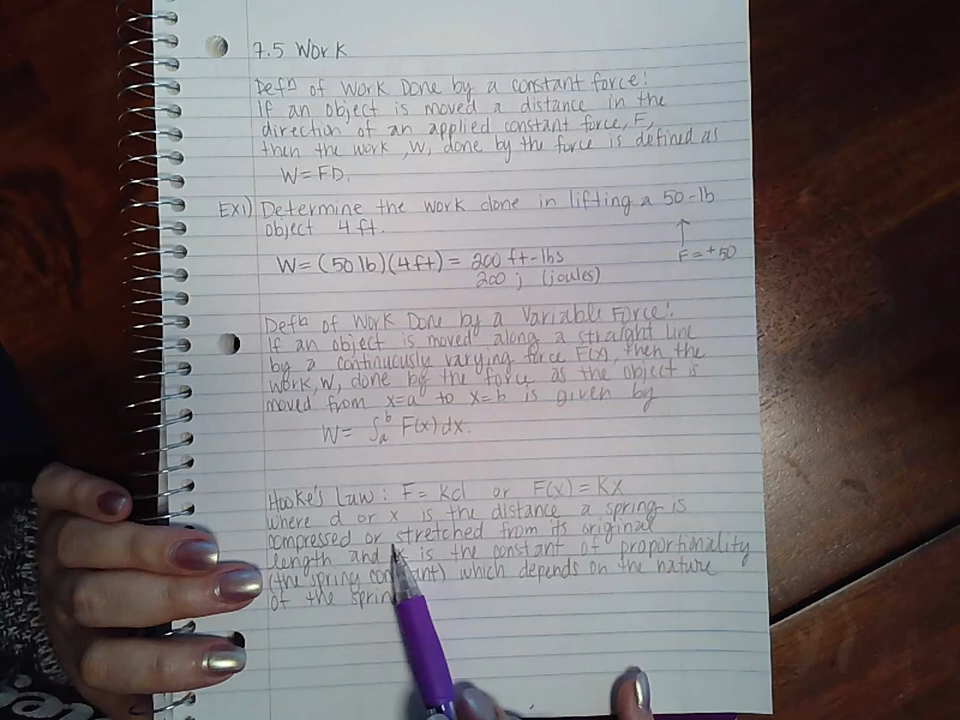 7.5 Work
Defⁿ of Work Done by a constant force:
If an object is moved a distance in the
direction of an applied constant force, F,
then the work, W, done by the force is defined as
W = FD.
EX1) Determine the work done in lifting a 50-lb
object 4ft.
↑
F = +50
W = (50 lb)(4ft) = 200 ft-lbs
200 j (joules)
Defⁿ of Work Done by a Variable Force:
If an object is moved along a straight line
by a continuously varying force F(x), then the
work, W, done by the force as the object is
moved from x=a to x=b is given by
W = ∫ₐᵇ F(x) dx.
Hooke's Law: F = kd or F(x) = kx
where d or x is the distance a spring is
compressed or stretched from its original
length and is the constant of proportionality
(the spring constant) which depends on the nature
of the spring